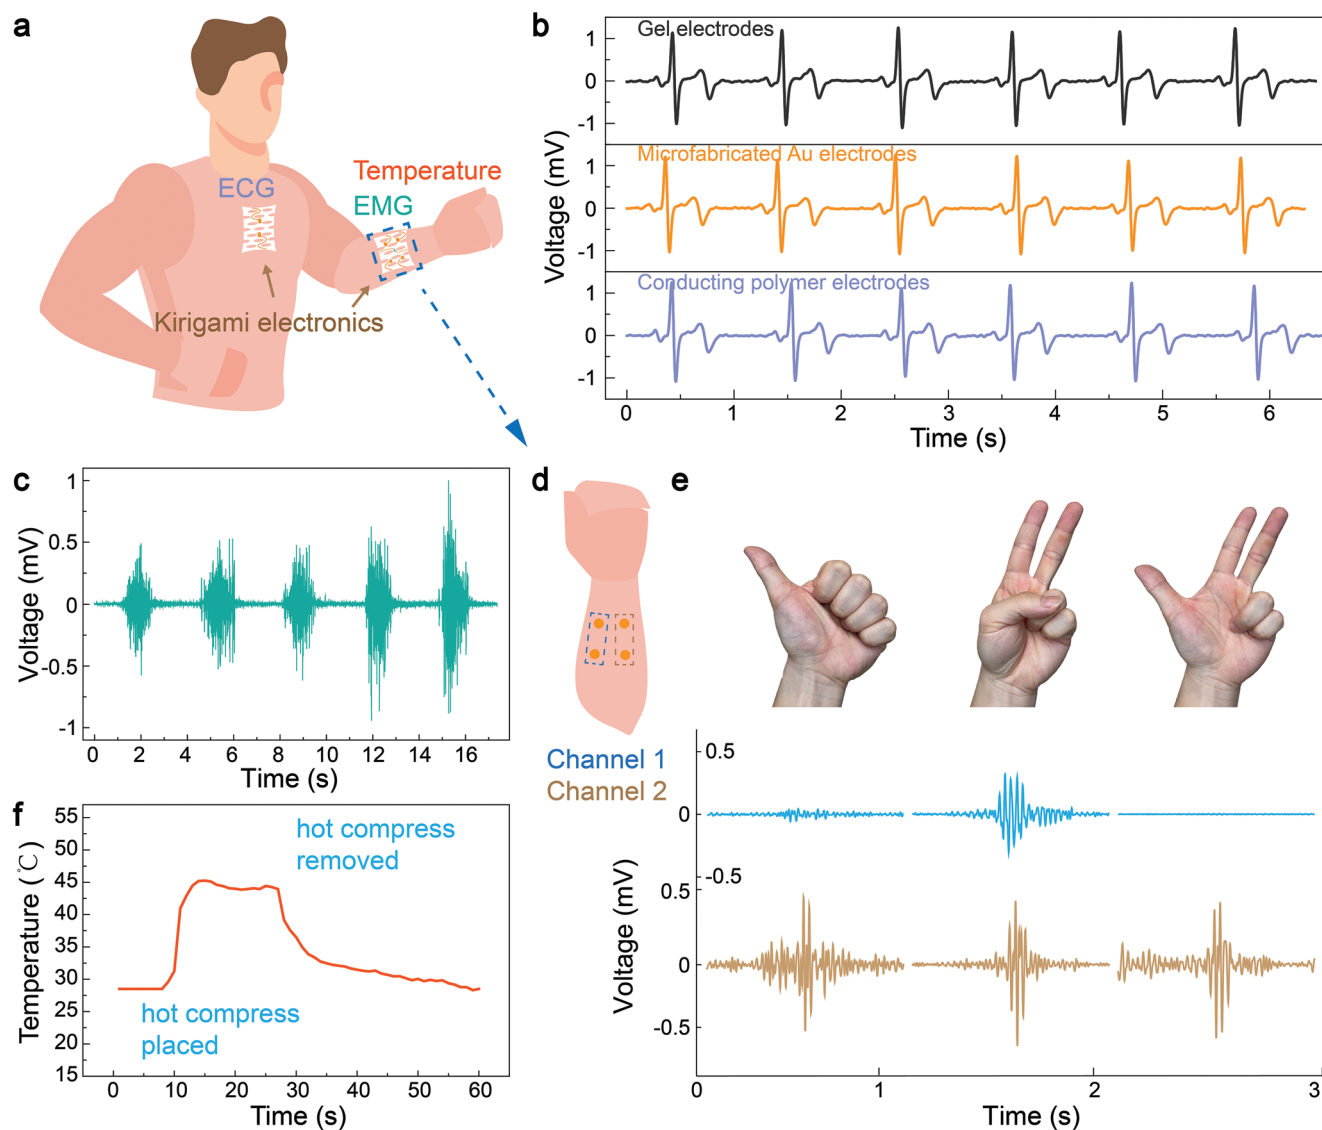 a
Temperature
ECG
EMG
Kirigami electronics
b
Gel electrodes
1
0
-1
Microfabricated Au electrodes
1
0
-1
Conducting polymer electrodes
1
0
-1
Voltage (mV)
0 1 2 3 4 5 6
Time (s)
c
1
0.5
0
-0.5
-1
Voltage (mV)
0 2 4 6 8 10 12 14 16
Time (s)
d
Channel 1
Channel 2
e
0.5
0
-0.5
0.5
0
-0.5
Voltage (mV)
0 1 2 3
Time (s)
f
55
50
45
40
35
30
25
20
15
Temperature (℃)
hot compress
removed
hot compress
placed
0 10 20 30 40 50 60
Time (s)